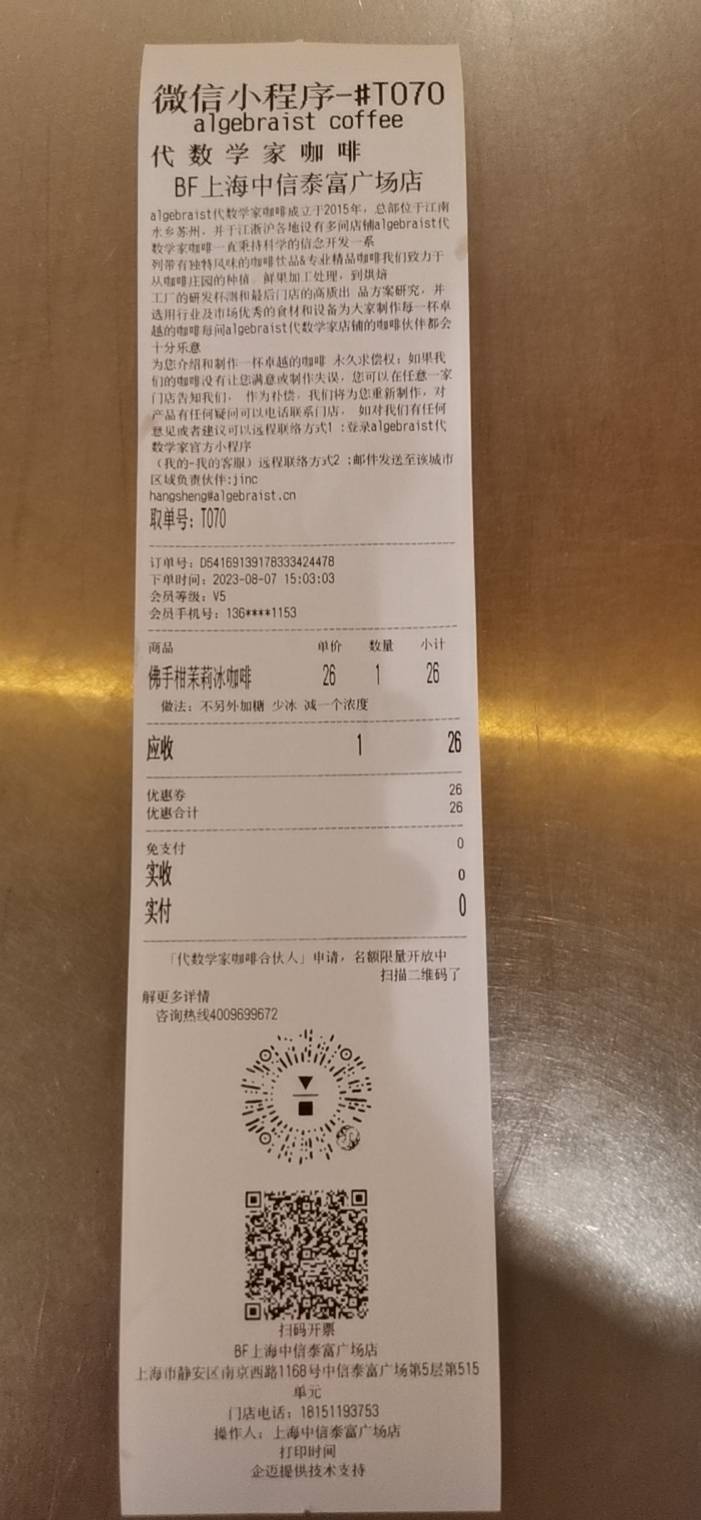 微信小程序-#T070
algebraist coffee
代数学家咖啡
BF上海中信泰富广场店
algebraist代数学家咖啡成立于2015年，总部位于江南
水乡苏州，并于江浙沪各地设有多间店铺algebraist代
数学家咖啡一直秉持科学的信念开发一系
列带有独特风味的咖啡饮品&专业精品咖啡我们致力于
从咖啡庄园的种植、鲜果加工处理，到烘焙
工厂的研发杯测和最后门店的高质出 品方案研究，并
选用行业及市场优秀的食材和设备为大家制作每一杯卓
越的咖啡每间algebraist代数学家店铺的咖啡伙伴都会
十分乐意
为您介绍和制作一杯卓越的咖啡 永久求偿权：如果我
们的咖啡没有让您满意或制作失误，您可以在任意一家
门店告知我们， 作为补偿，我们将为您重新制作，对
产品有任何疑问可以电话联系门店， 如对我们有任何
意见或者建议可以远程联络方式1 :登录algebraist代
数学家官方小程序
（我的-我的客服）远程联络方式2 :邮件发送至该城市
区域负责伙伴:jinc
hangsheng@algebraist.cn
取单号：T070
订单号：D54169139178333424478
下单时间：2023-08-07 15:03:03
会员等级：V5
会员手机号：136****1153
商品 单价 数量 小计
佛手柑茉莉冰咖啡 26 1 26
做法：不另外加糖 少冰 减一个浓度
应收 1 26
优惠券 26
优惠合计 26
免支付 0
实收 0
实付 0
「代数学家咖啡合伙人」申请，名额限量开放中
扫描二维码了
解更多详情
咨询热线4009699672
扫码开票
BF上海中信泰富广场店
上海市静安区南京西路1168号中信泰富广场第5层第515
单元
门店电话：18151193753
操作人：上海中信泰富广场店
打印时间
企迈提供技术支持